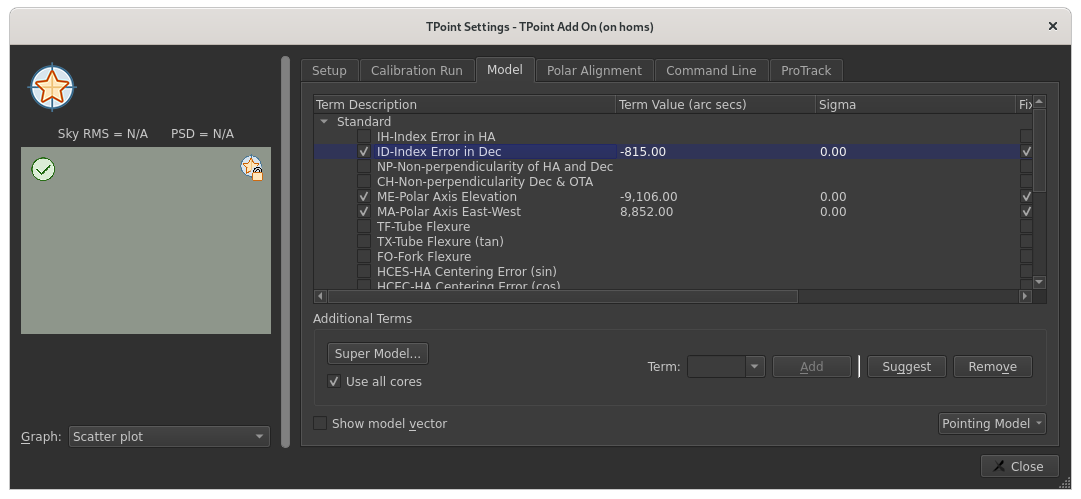 TPoint Settings - TPoint Add On (on homs)
Setup Calibration Run Model Polar Alignment Command Line ProTrack
Sky RMS = N/A PSD = N/A
Term Description Term Value (arc secs) Sigma Fix
Standard
IH-Index Error in HA
ID-Index Error in Dec -815.00 0.00
NP-Non-perpendicularity of HA and Dec
CH-Non-perpendicularity Dec & OTA
ME-Polar Axis Elevation -9,106.00 0.00
MA-Polar Axis East-West 8,852.00 0.00
TF-Tube Flexure
TX-Tube Flexure (tan)
FO-Fork Flexure
HCES-HA Centering Error (sin)
HCEC-HA Centering Error (cos)
Additional Terms
Super Model...
Term: Add Suggest Remove
Use all cores
Show model vector Pointing Model
Graph: Scatter plot
Close